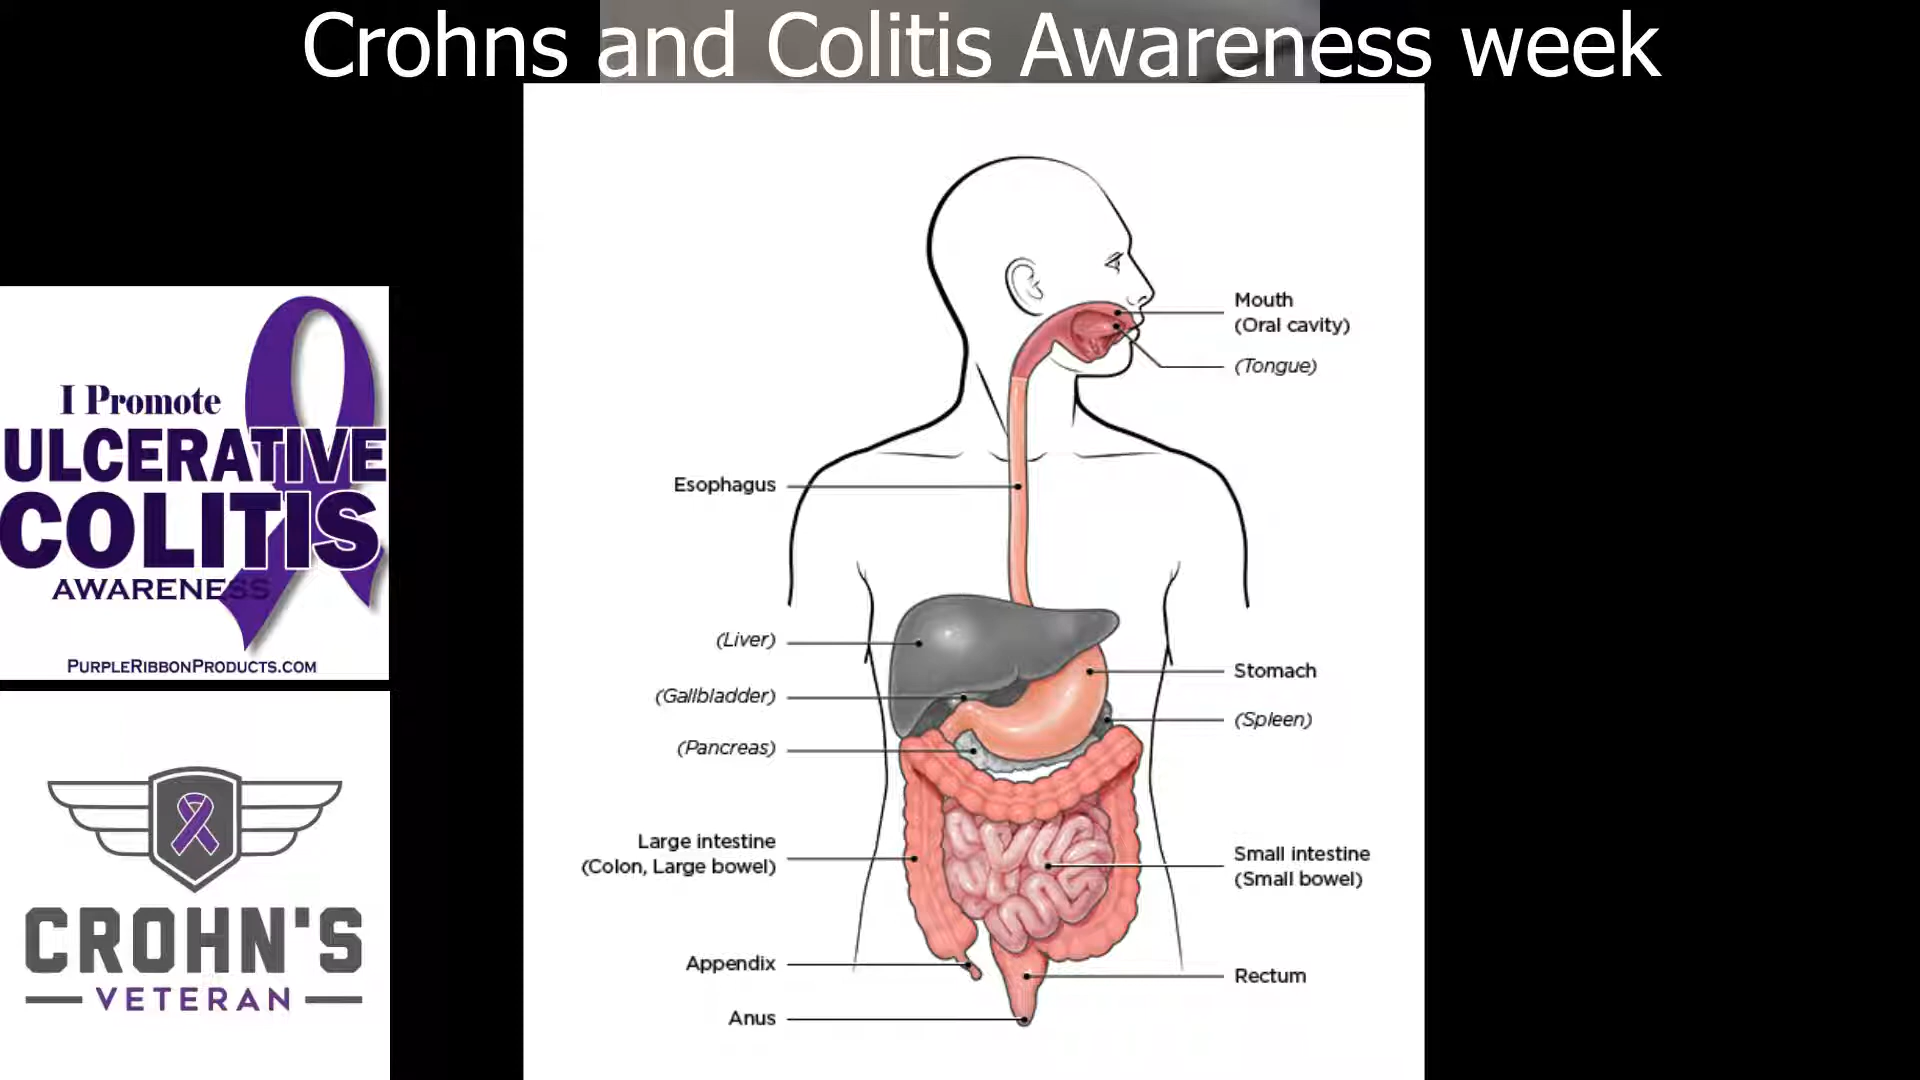 Crohns and Colitis Awareness week
I Promote
ULCERATIVE
COLITIS
AWARENESS
PURPLERIBBONPRODUCTS.COM
CROHN'S
VETERAN
Mouth
(Oral cavity)
(Tongue)
Esophagus
(Liver)
Stomach
(Gallbladder)
(Spleen)
(Pancreas)
Large intestine
(Colon, Large bowel)
Small intestine
(Small bowel)
Appendix
Rectum
Anus